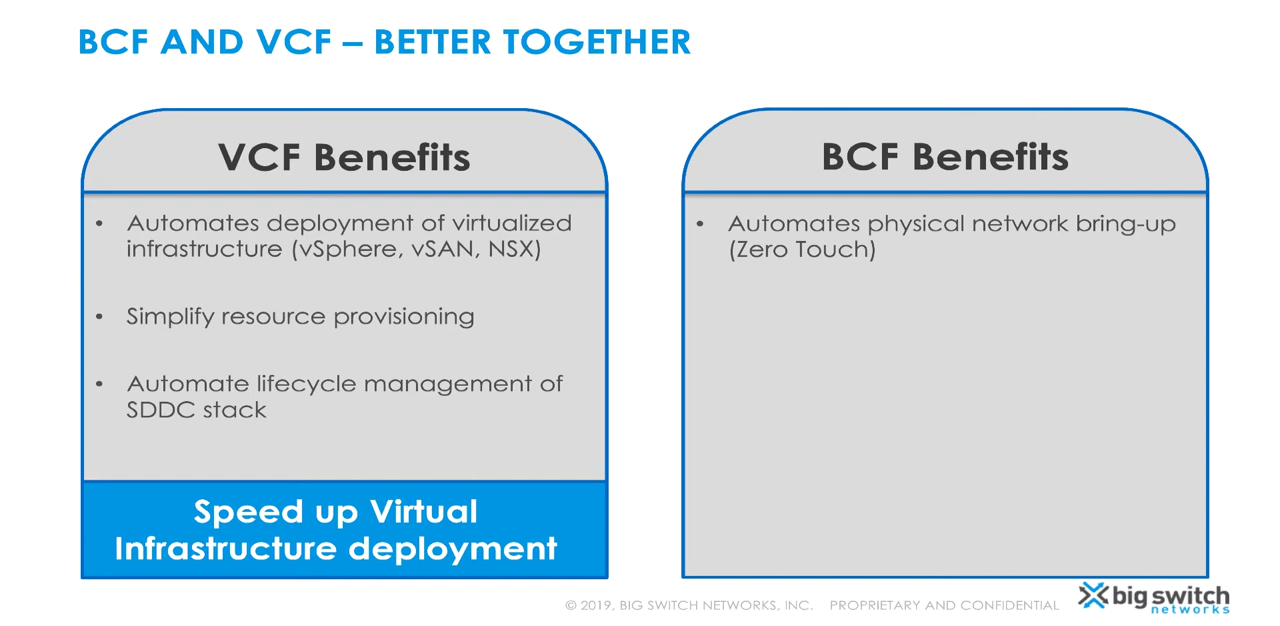 BCF AND VCF – BETTER TOGETHER
VCF Benefits
• Automates deployment of virtualized
infrastructure (vSphere, vSAN, NSX)
• Simplify resource provisioning
• Automate lifecycle management of
SDDC stack
Speed up Virtual
Infrastructure deployment
BCF Benefits
• Automates physical network bring-up
(Zero Touch)
© 2019, BIG SWITCH NETWORKS, INC. PROPRIETARY AND CONFIDENTIAL
big switch
networks